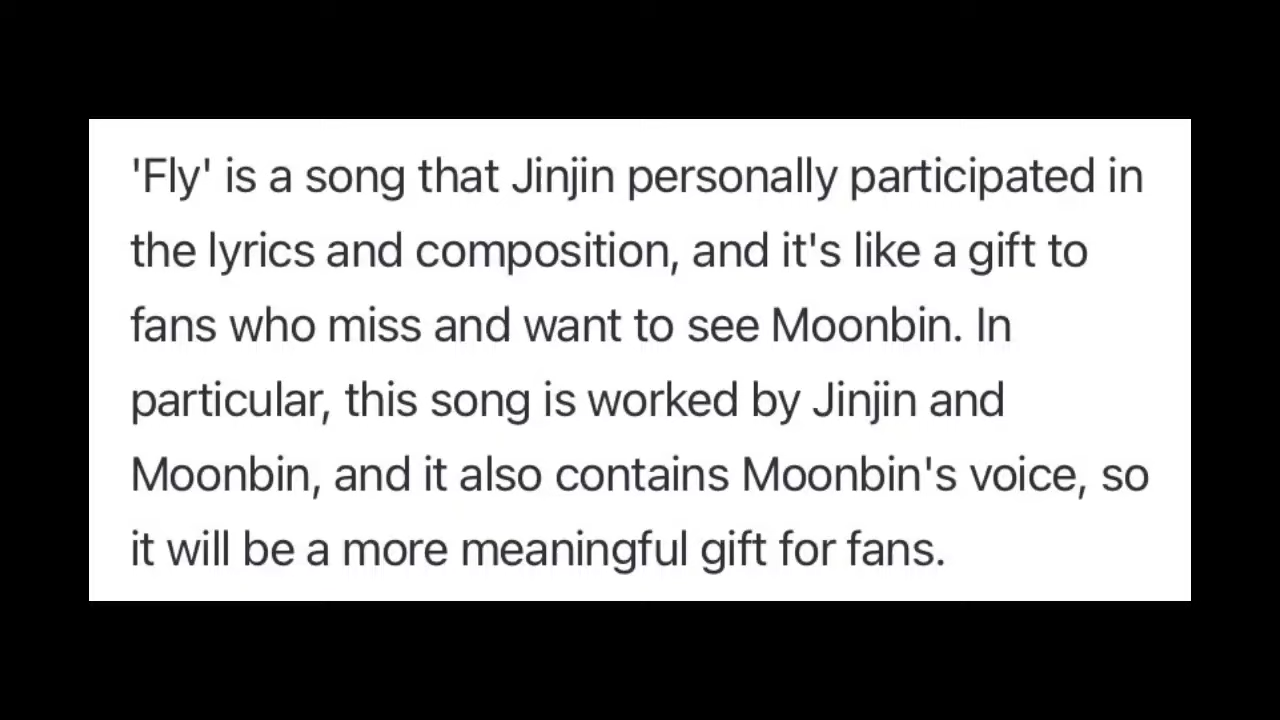 'Fly' is a song that Jinjin personally participated in
the lyrics and composition, and it's like a gift to
fans who miss and want to see Moonbin. In
particular, this song is worked by Jinjin and
Moonbin, and it also contains Moonbin's voice, so
it will be a more meaningful gift for fans.